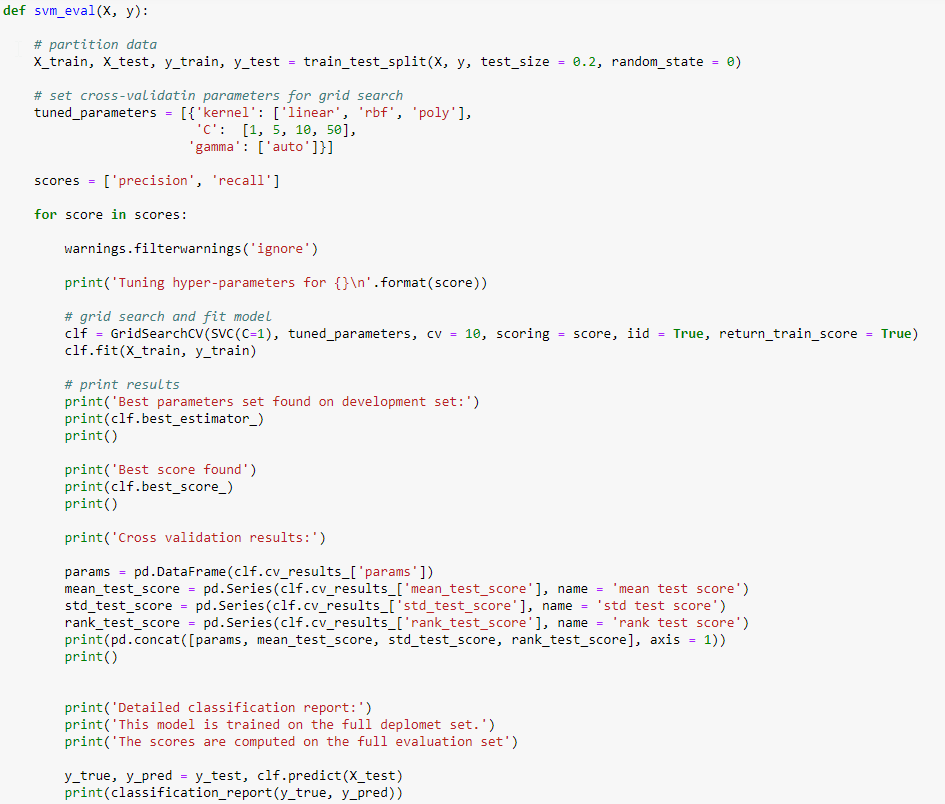 def svm_eval(X, y):
# partition data
X_train, X_test, y_train, y_test = train_test_split(X, y, test_size = 0.2, random_state = 0)
# set cross-validatin parameters for grid search
tuned_parameters = [{'kernel': ['linear', 'rbf', 'poly'],
'C': [1, 5, 10, 50],
'gamma': ['auto']}]
scores = ['precision', 'recall']
for score in scores:
warnings.filterwarnings('ignore')
print('Tuning hyper-parameters for {}\n'.format(score))
# grid search and fit model
clf = GridSearchCV(SVC(C=1), tuned_parameters, cv = 10, scoring = score, iid = True, return_train_score = True)
clf.fit(X_train, y_train)
# print results
print('Best parameters set found on development set:')
print(clf.best_estimator_)
print()
print('Best score found')
print(clf.best_score_)
print()
print('Cross validation results:')
params = pd.DataFrame(clf.cv_results_['params'])
mean_test_score = pd.Series(clf.cv_results_['mean_test_score'], name = 'mean test score')
std_test_score = pd.Series(clf.cv_results_['std_test_score'], name = 'std test score')
rank_test_score = pd.Series(clf.cv_results_['rank_test_score'], name = 'rank test score')
print(pd.concat([params, mean_test_score, std_test_score, rank_test_score], axis = 1))
print()
print('Detailed classification report:')
print('This model is trained on the full deplomet set.')
print('The scores are computed on the full evaluation set')
y_true, y_pred = y_test, clf.predict(X_test)
print(classification_report(y_true, y_pred))